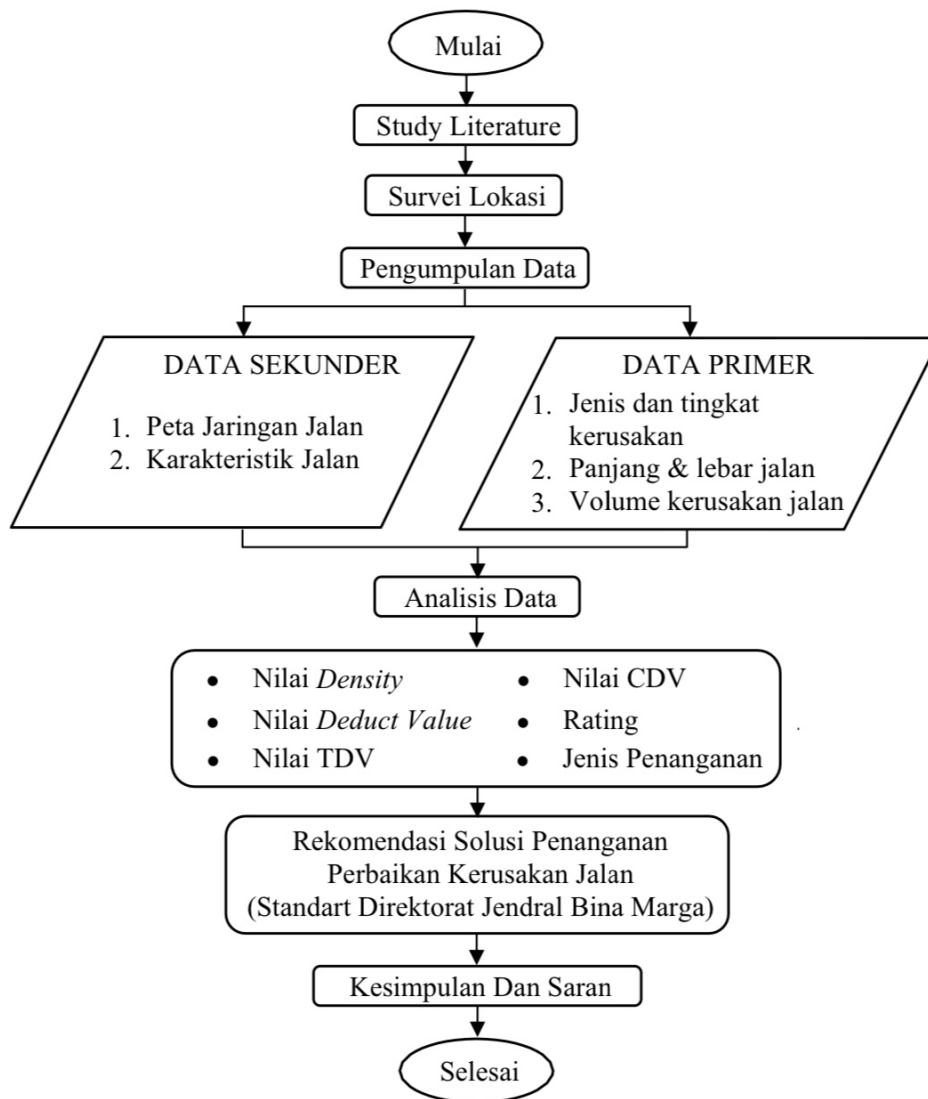 Mulai
Study Literature
Survei Lokasi
Pengumpulan Data
DATA SEKUNDER
1. Peta Jaringan Jalan
2. Karakteristik Jalan
DATA PRIMER
1. Jenis dan tingkat
kerusakan
2. Panjang & lebar jalan
3. Volume kerusakan jalan
Analisis Data
• Nilai Density
• Nilai Deduct Value
• Nilai TDV
• Nilai CDV
• Rating
• Jenis Penanganan
Rekomendasi Solusi Penanganan
Perbaikan Kerusakan Jalan
(Standart Direktorat Jendral Bina Marga)
Kesimpulan Dan Saran
Selesai